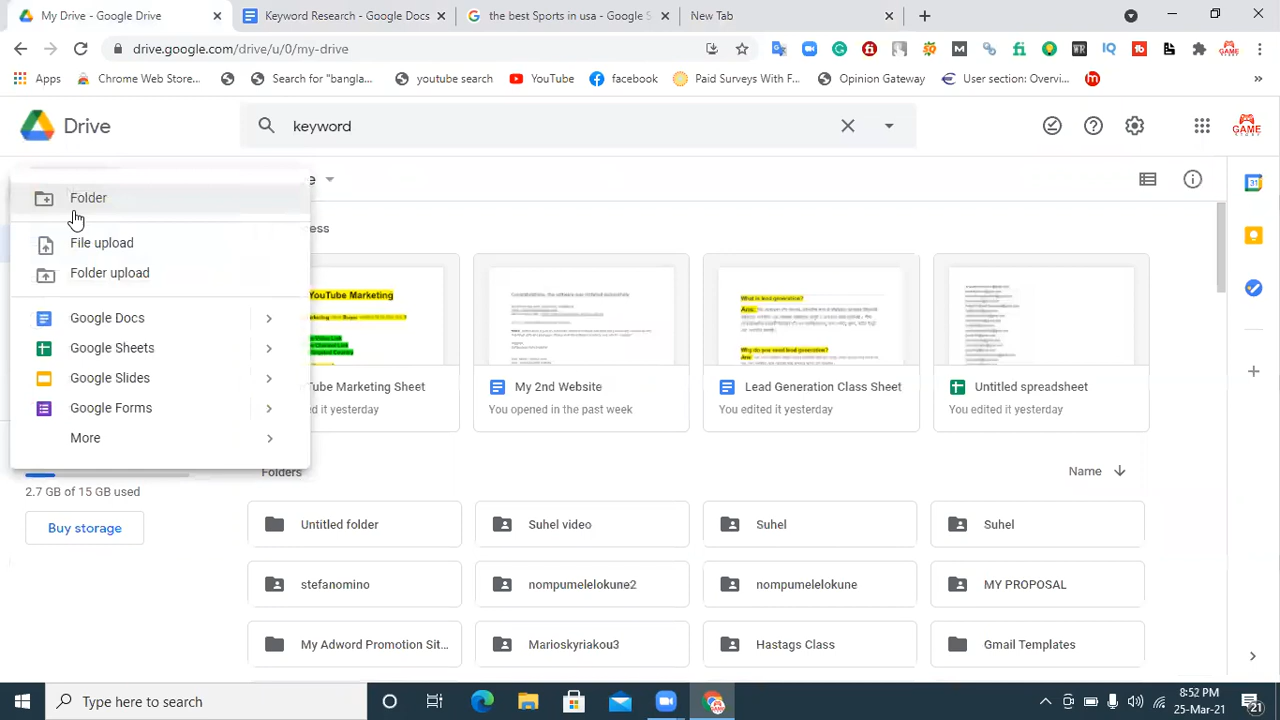 My Drive - Google Drive
Keyword Research - Google Docs
the best Sports in usa - Google S
New Tab
drive.google.com/drive/u/0/my-drive
Apps
Chrome Web Store...
Search for "bangla...
youtube search
YouTube
facebook
Paid Surveys With F...
Opinion Gateway
User section: Overvi...
»
Drive
keyword
GAME
Folder
File upload
Folder upload
Google Docs
Google Sheets
Google Slides
Google Forms
More
2.7 GB of 15 GB used
Buy storage
e
ess
YouTube Marketing
What is lead generation?
Ans:
Tube Marketing Sheet
My 2nd Website
Lead Generation Class Sheet
Untitled spreadsheet
ed it yesterday
You opened in the past week
You edited it yesterday
You edited it yesterday
Folders
Name
Untitled folder
Suhel video
Suhel
Suhel
stefanomino
nompumelelokune2
nompumelelokune
MY PROPOSAL
My Adword Promotion Sit...
Marioskyriakou3
Hastags Class
Gmail Templates
31
Type here to search
8:52 PM
25-Mar-21
21